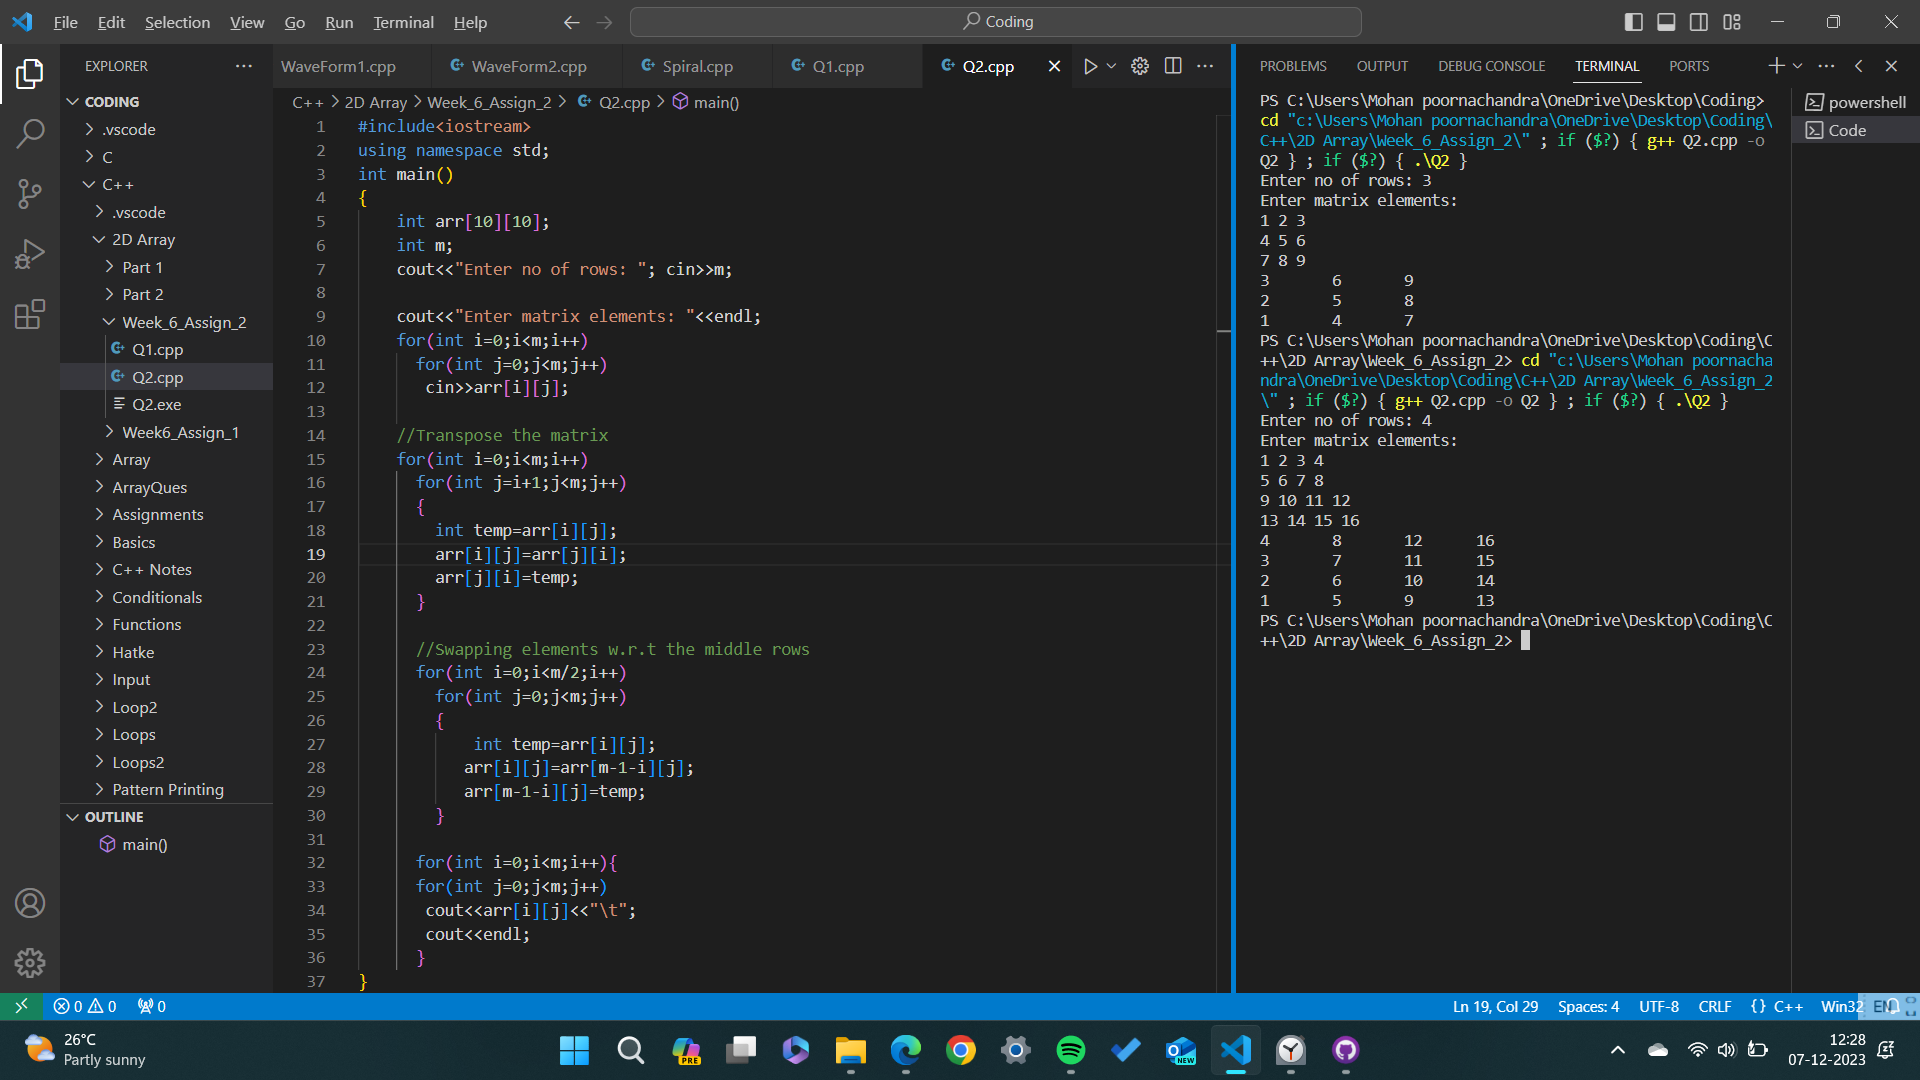 File Edit Selection View Go Run Terminal Help
Coding
EXPLORER
CODING
.vscode
C
C++
.vscode
2D Array
Part 1
Part 2
Week_6_Assign_2
Q1.cpp
Q2.cpp
Q2.exe
Week6_Assign_1
Array
ArrayQues
Assignments
Basics
C++ Notes
Conditionals
Functions
Hatke
Input
Loop2
Loops
Loops2
Pattern Printing
OUTLINE
main()
WaveForm1.cpp WaveForm2.cpp Spiral.cpp Q1.cpp Q2.cpp
C++ > 2D Array > Week_6_Assign_2 > Q2.cpp > main()
1 #include<iostream>
2 using namespace std;
3 int main()
4 {
5 int arr[10][10];
6 int m;
7 cout<<"Enter no of rows: "; cin>>m;
8
9 cout<<"Enter matrix elements: "<<endl;
10 for(int i=0;i<m;i++)
11 for(int j=0;j<m;j++)
12 cin>>arr[i][j];
13
14 //Transpose the matrix
15 for(int i=0;i<m;i++)
16 for(int j=i+1;j<m;j++)
17 {
18 int temp=arr[i][j];
19 arr[i][j]=arr[j][i];
20 arr[j][i]=temp;
21 }
22
23 //Swapping elements w.r.t the middle rows
24 for(int i=0;i<m/2;i++)
25 for(int j=0;j<m;j++)
26 {
27 int temp=arr[i][j];
28 arr[i][j]=arr[m-1-i][j];
29 arr[m-1-i][j]=temp;
30 }
31
32 for(int i=0;i<m;i++){
33 for(int j=0;j<m;j++)
34 cout<<arr[i][j]<<"\t";
35 cout<<endl;
36 }
37 }
PROBLEMS OUTPUT DEBUG CONSOLE TERMINAL PORTS
PS C:\Users\Mohan poornachandra\OneDrive\Desktop\Coding>
cd "c:\Users\Mohan poornachandra\OneDrive\Desktop\Coding\
C++\2D Array\Week_6_Assign_2\" ; if ($?) { g++ Q2.cpp -o
Q2 } ; if ($?) { .\Q2 }
Enter no of rows: 3
Enter matrix elements:
1 2 3
4 5 6
7 8 9
3 6 9
2 5 8
1 4 7
PS C:\Users\Mohan poornachandra\OneDrive\Desktop\Coding\C
++\2D Array\Week_6_Assign_2> cd "c:\Users\Mohan poornacha
ndra\OneDrive\Desktop\Coding\C++\2D Array\Week_6_Assign_2
\" ; if ($?) { g++ Q2.cpp -o Q2 } ; if ($?) { .\Q2 }
Enter no of rows: 4
Enter matrix elements:
1 2 3 4
5 6 7 8
9 10 11 12
13 14 15 16
4 8 12 16
3 7 11 15
2 6 10 14
1 5 9 13
PS C:\Users\Mohan poornachandra\OneDrive\Desktop\Coding\C
++\2D Array\Week_6_Assign_2>
powershell
Code
0 0 0
Ln 19, Col 29 Spaces: 4 UTF-8 CRLF {} C++ Win32 EN
26°C
Partly sunny
PRE
NEW
12:28
07-12-2023